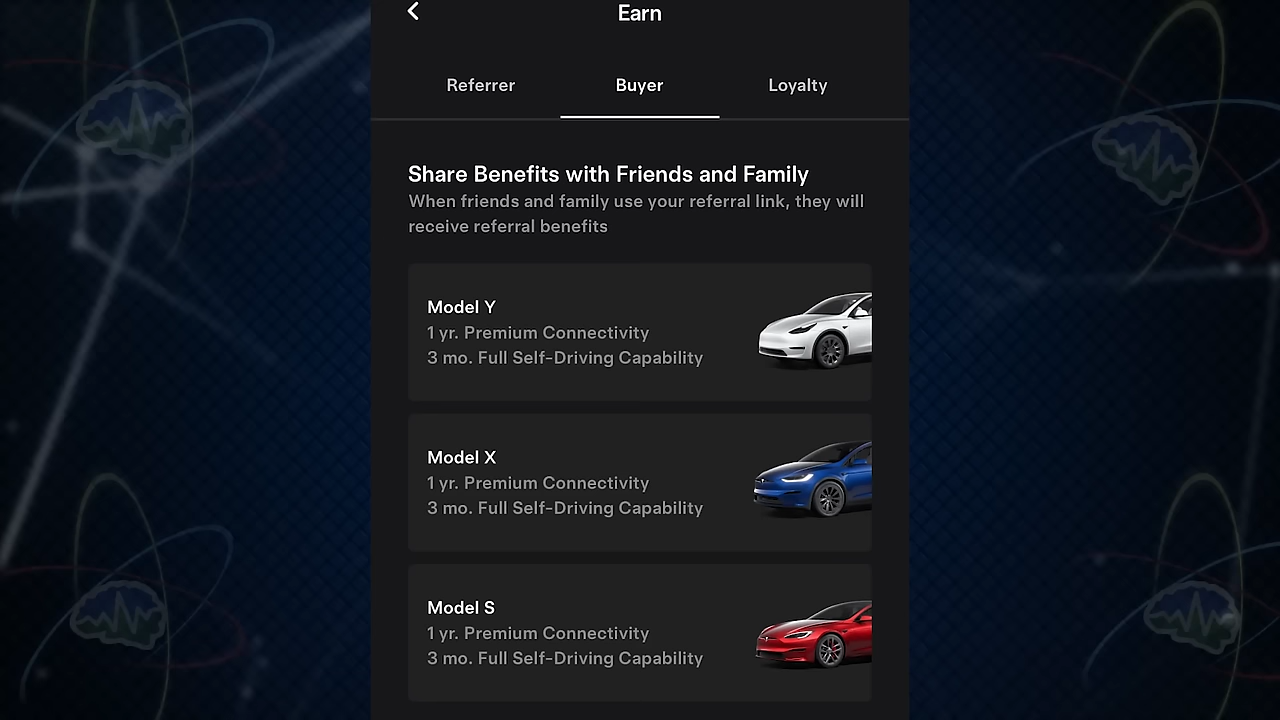 Earn
Referrer
Buyer
Loyalty
Share Benefits with Friends and Family
When friends and family use your referral link, they will
receive referral benefits
Model Y
1 yr. Premium Connectivity
3 mo. Full Self-Driving Capability
Model X
1 yr. Premium Connectivity
3 mo. Full Self-Driving Capability
Model S
1 yr. Premium Connectivity
3 mo. Full Self-Driving Capability